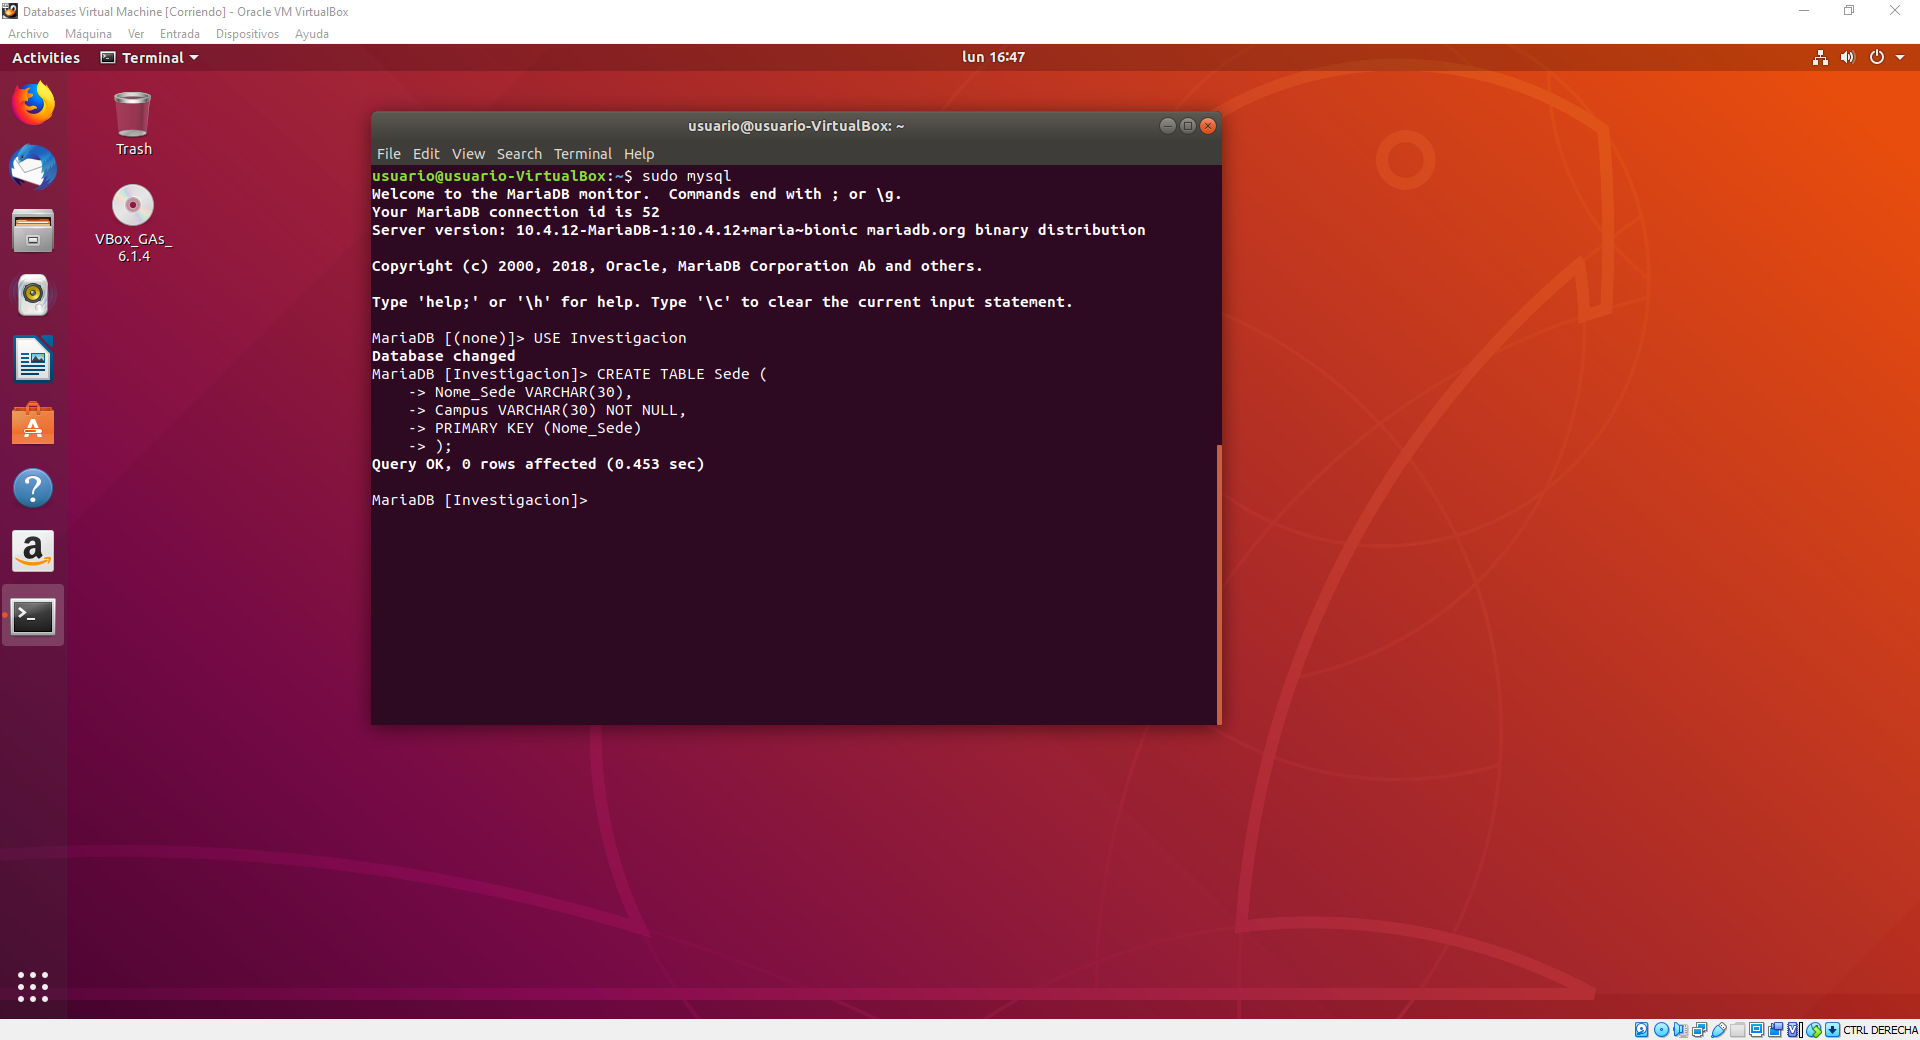 Databases Virtual Machine [Corriendo] - Oracle VM VirtualBox
Archivo Máquina Ver Entrada Dispositivos Ayuda
Activities Terminal lun 16:47
Trash
VBox_GAs_
6.1.4
usuario@usuario-VirtualBox: ~
File Edit View Search Terminal Help
usuario@usuario-VirtualBox:~$ sudo mysql
Welcome to the MariaDB monitor.  Commands end with ; or \g.
Your MariaDB connection id is 52
Server version: 10.4.12-MariaDB-1:10.4.12+maria~bionic mariadb.org binary distribution
Copyright (c) 2000, 2018, Oracle, MariaDB Corporation Ab and others.
Type 'help;' or '\h' for help. Type '\c' to clear the current input statement.
MariaDB [(none)]> USE Investigacion
Database changed
MariaDB [Investigacion]> CREATE TABLE Sede (
    -> Nome_Sede VARCHAR(30),
    -> Campus VARCHAR(30) NOT NULL,
    -> PRIMARY KEY (Nome_Sede)
    -> );
Query OK, 0 rows affected (0.453 sec)
MariaDB [Investigacion]>
CTRL DERECHA